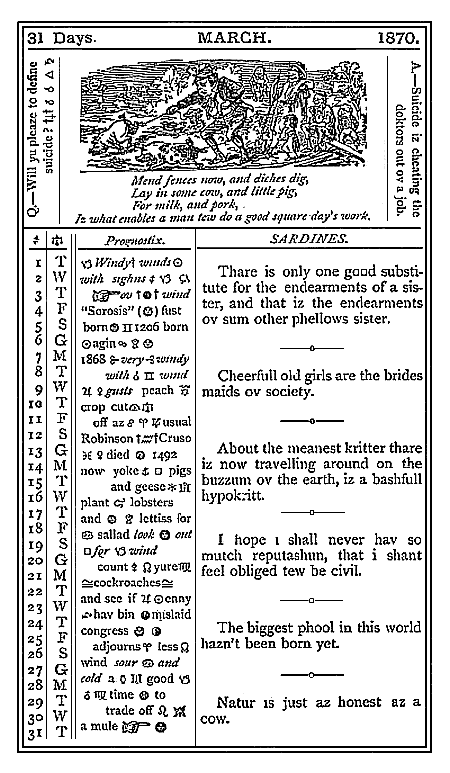 31 Days. MARCH. 1870.
Q.—Will yu pleaze to define
suicide?
A.—Suicide iz cheating the
doktors out ov a job.
Mend fences now, and diches dig,
Lay in some cow, and little pig,
For milk, and pork,
Iz what enables a man tew do a good square day's work.
Prognostix.
1 T ♑ Windy winds ☉
2 W with sighns ♑
3 T ☞ ov wind
4 F "Sorosis" (☉) fust
5 S born ♊ 1206 born
6 G agin
7 M 1868 very windy
8 T with ♊ wind
9 W ♃ ♀ gusts peach
10 T crop cut
11 F off az ♈ usual
12 S Robinson Cruso
13 G ♓ ♀ died 1492
14 M now yoke pigs
15 T and geese
16 W plant lobsters
17 T and lettiss for
18 F sallad look out
19 S for ♑ wind
20 G count yure
21 M cockroaches
22 T and see if ♃ enny
23 W hav bin mislaid
24 T congress
25 F adjourns ♈ less ♌
26 S wind sour and
27 G cold a good ♑
28 M time to
29 T trade off ♌
30 W a mule ☞
31 T
SARDINES.
Thare is only one good substi-
tute for the endearments of a sis-
ter, and that iz the endearments
ov sum other phellows sister.
Cheerfull old girls are the brides
maids ov society.
About the meanest kritter thare
iz now travelling around on the
buzzum ov the earth, iz a bashfull
hypokritt.
I hope i shall never hav so
mutch reputashun, that i shant
feel obliged tew be civil.
The biggest phool in this world
hazn't been born yet.
Natur is just az honest az a
cow.